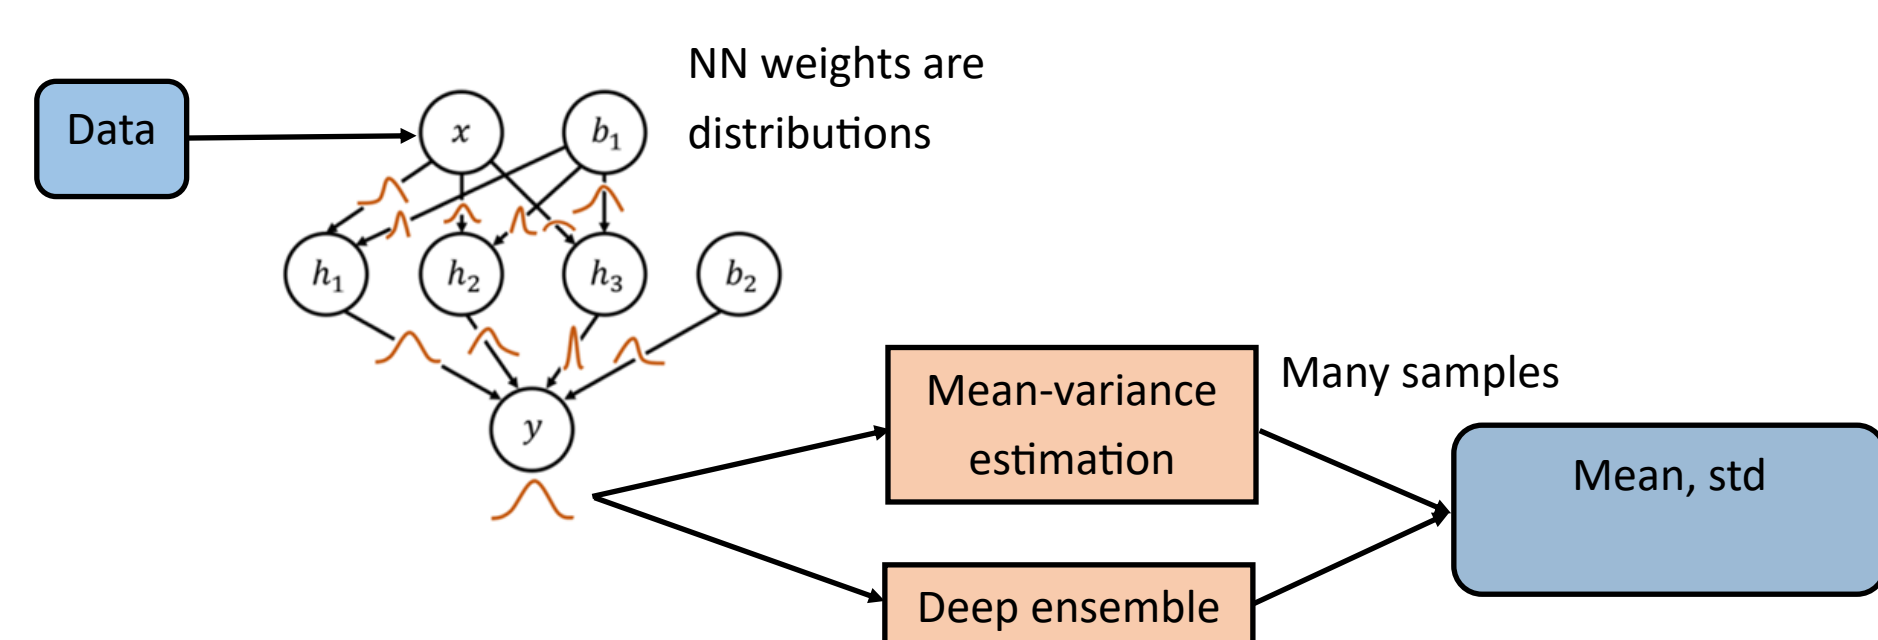 NN weights are
distributions
Data
x
b₁
h₁
h₂
h₃
b₂
y
Mean-variance
estimation
Many samples
Mean, std
Deep ensemble